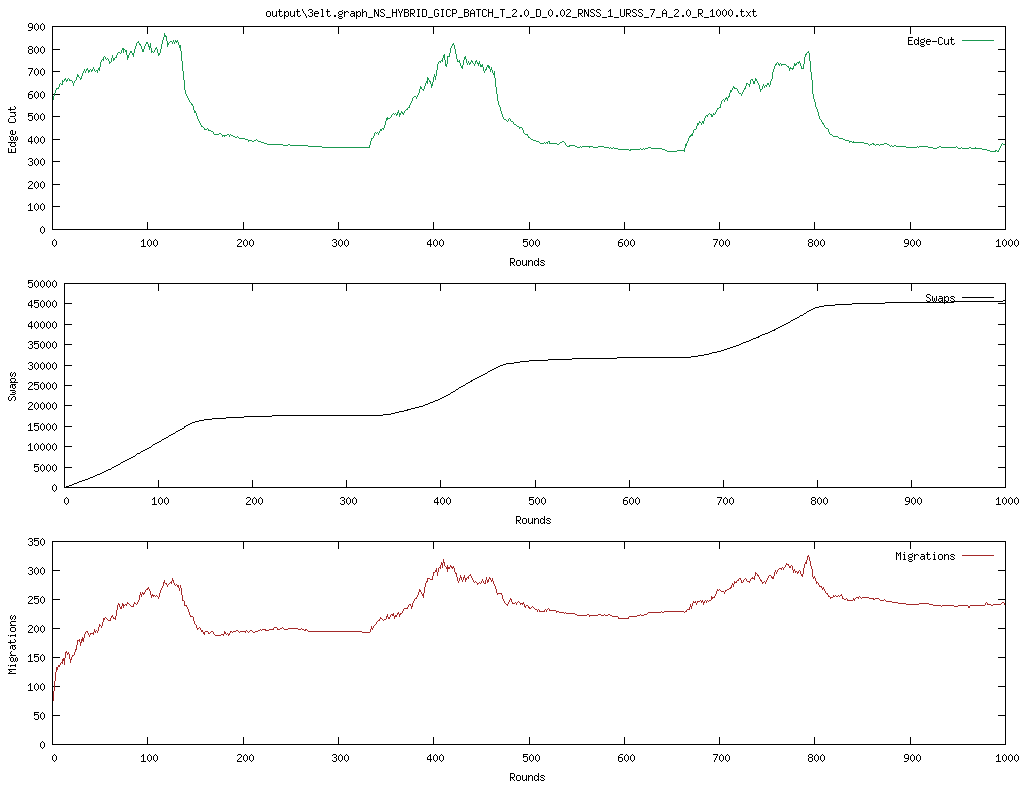 output\3elt.graph_NS_HYBRID_GICP_BATCH_T_2.0_D_0.02_RNSS_1_URSS_7_A_2.0_R_1000.txt
900
800
700
600
500
400
300
200
100
0
Edge Cut
Edge-Cut
0 100 200 300 400 500 600 700 800 900 1000
Rounds
50000
45000
40000
35000
30000
25000
20000
15000
10000
5000
0
Swaps
Swaps
0 100 200 300 400 500 600 700 800 900 1000
Rounds
350
300
250
200
150
100
50
0
Migrations
Migrations
0 100 200 300 400 500 600 700 800 900 1000
Rounds